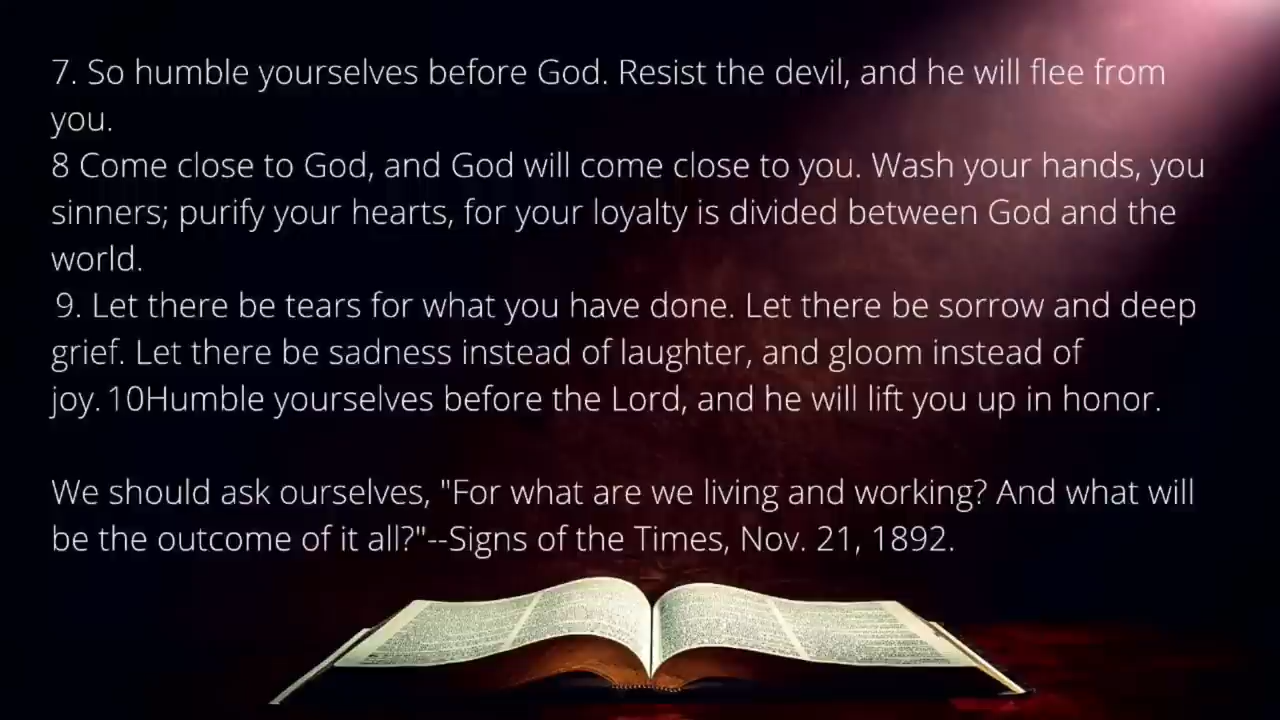 7. So humble yourselves before God. Resist the devil, and he will flee from
you.
8 Come close to God, and God will come close to you. Wash your hands, you
sinners; purify your hearts, for your loyalty is divided between God and the
world.
9. Let there be tears for what you have done. Let there be sorrow and deep
grief. Let there be sadness instead of laughter, and gloom instead of
joy. 10Humble yourselves before the Lord, and he will lift you up in honor.
We should ask ourselves, "For what are we living and working? And what will
be the outcome of it all?"--Signs of the Times, Nov. 21, 1892.